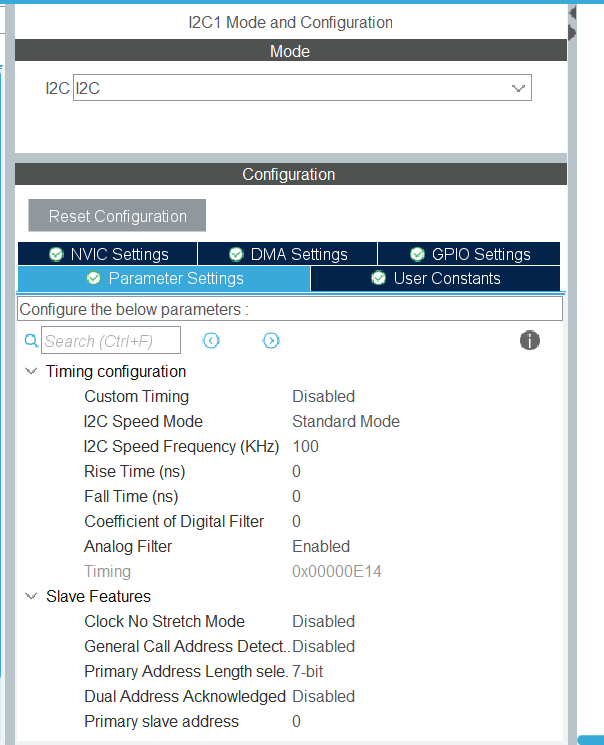 I2C1 Mode and Configuration
Mode
I2C I2C
Configuration
Reset Configuration
NVIC Settings DMA Settings GPIO Settings
Parameter Settings User Constants
Configure the below parameters :
Search (Ctrl+F)
Timing configuration
Custom Timing Disabled
I2C Speed Mode Standard Mode
I2C Speed Frequency (KHz) 100
Rise Time (ns) 0
Fall Time (ns) 0
Coefficient of Digital Filter 0
Analog Filter Enabled
Timing 0x00000E14
Slave Features
Clock No Stretch Mode Disabled
General Call Address Detect.. Disabled
Primary Address Length sele. 7-bit
Dual Address Acknowledged Disabled
Primary slave address 0